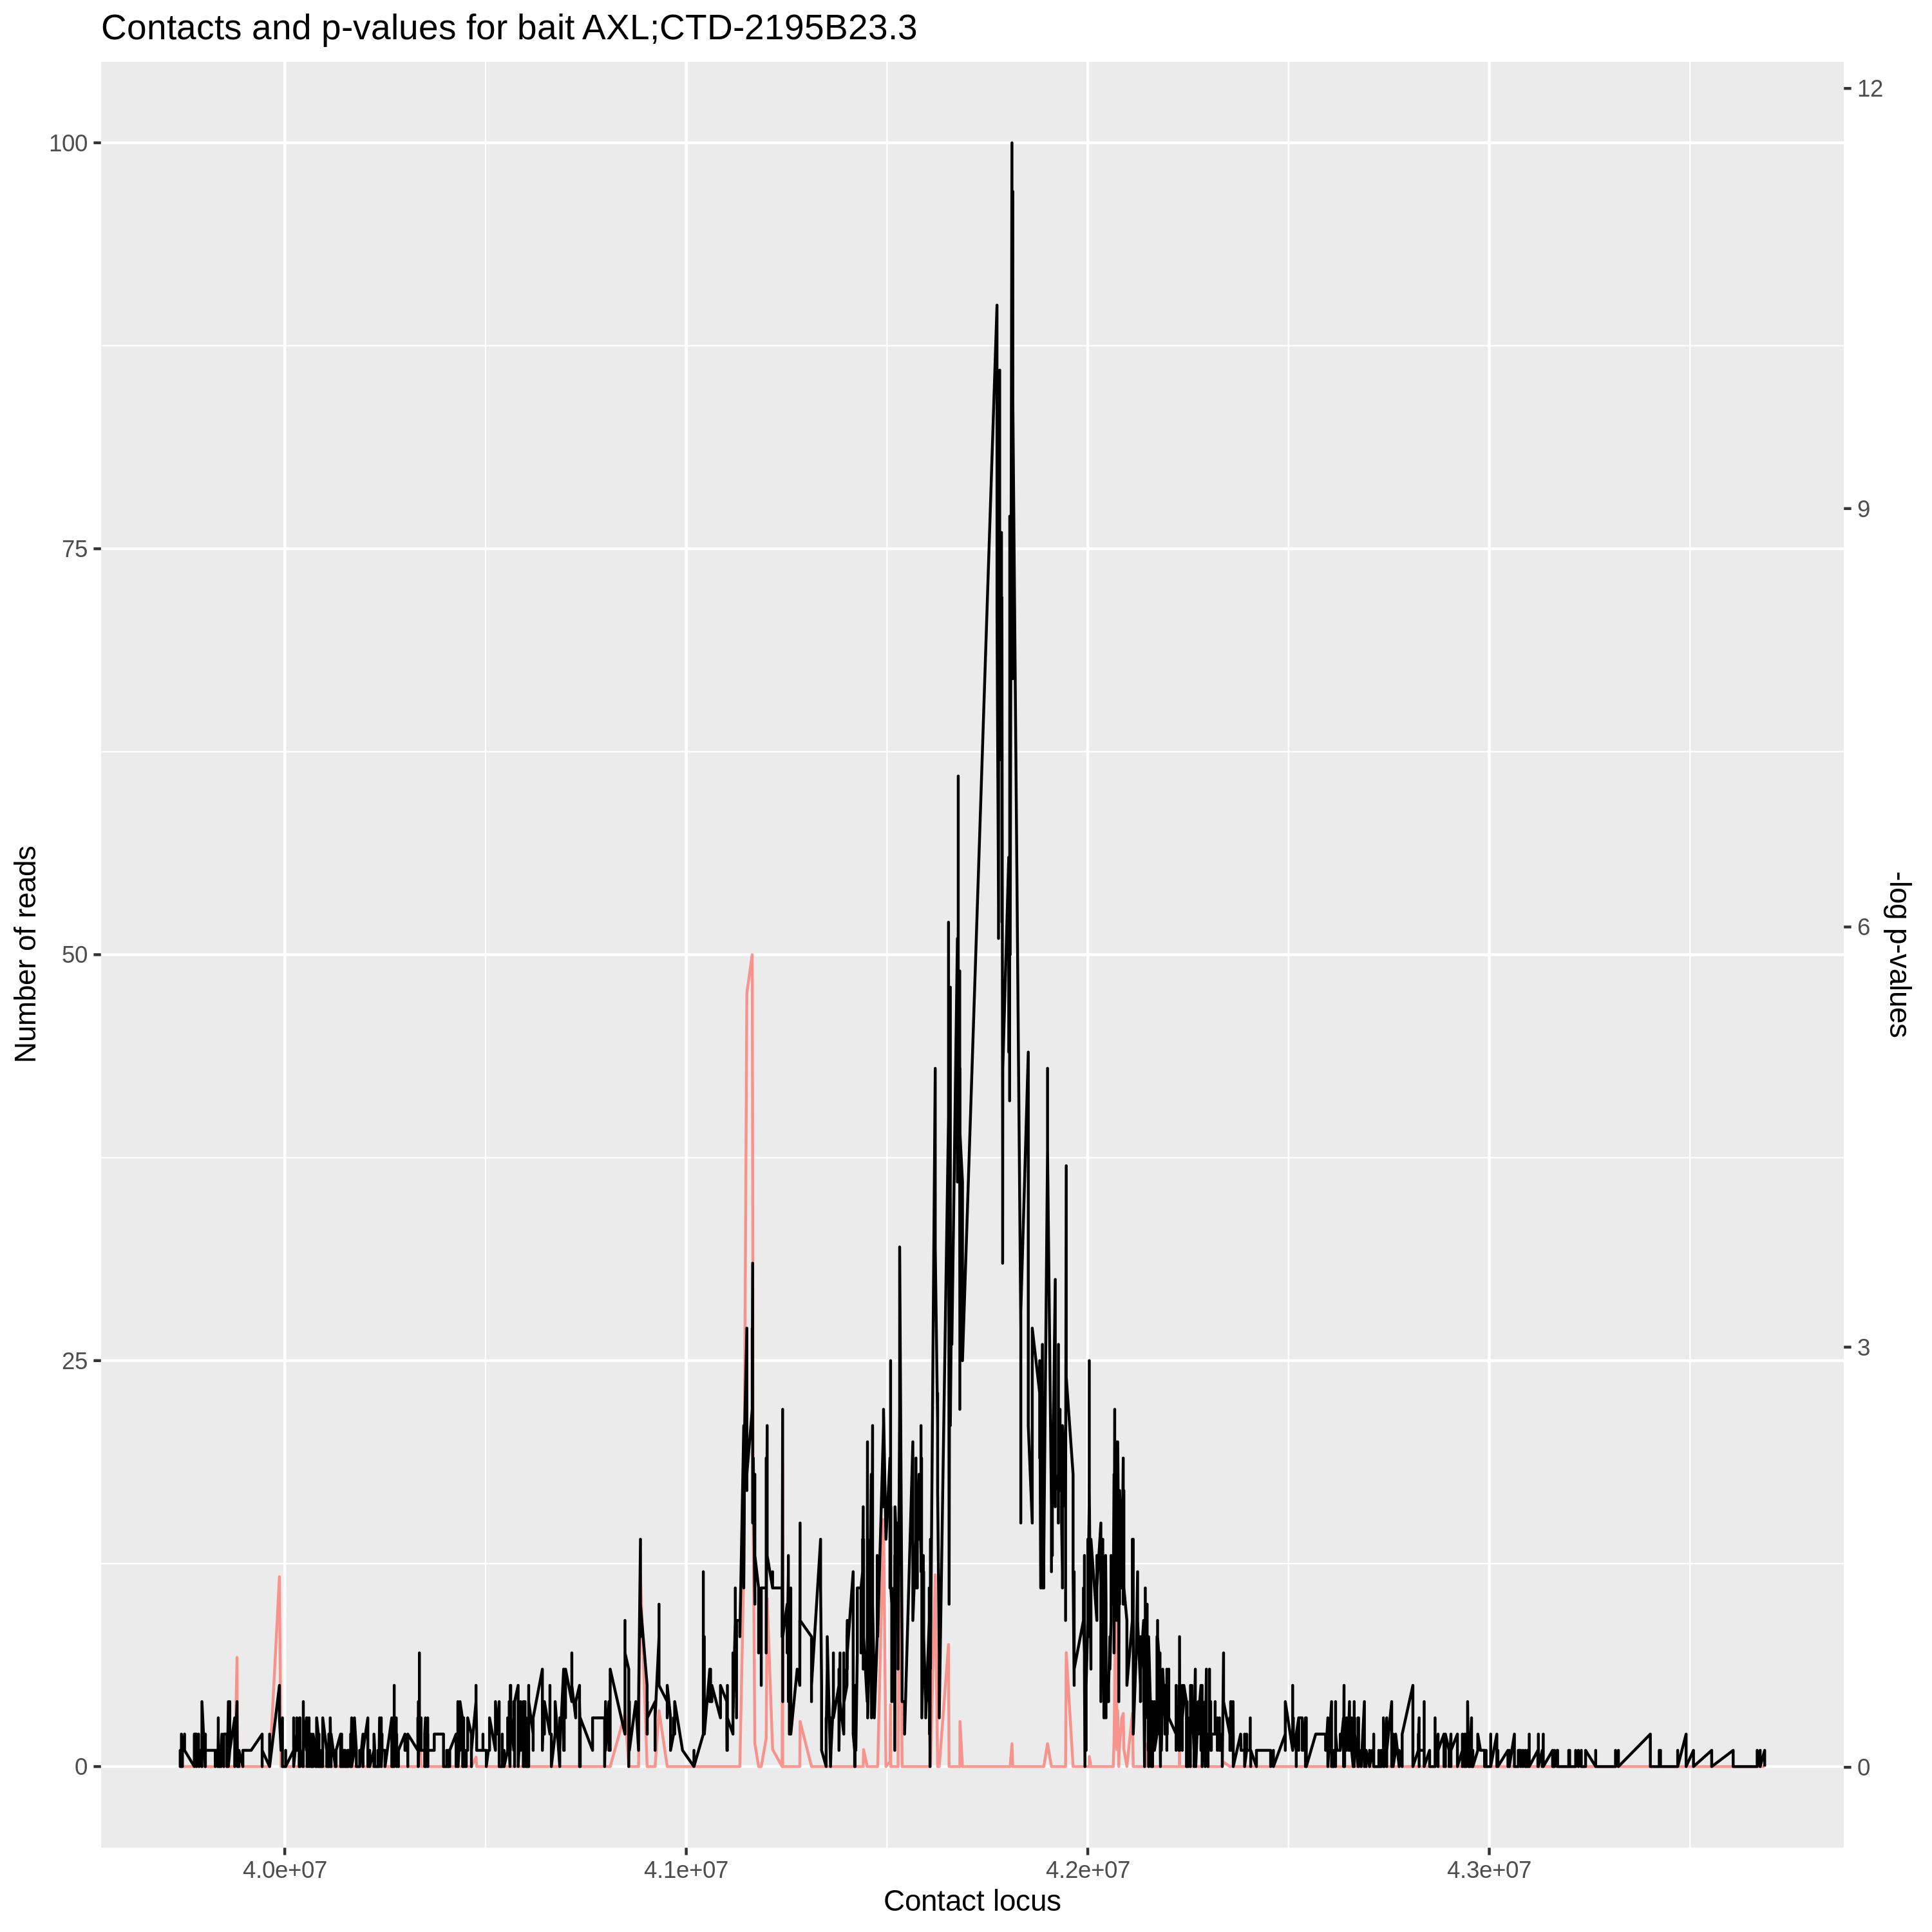 Contacts and p-values for bait AXL;CTD-2195B23.3
100
75
50
25
0
Number of reads
12
9
6
3
0
-log p-values
4.0e+07
4.1e+07
4.2e+07
4.3e+07
Contact locus